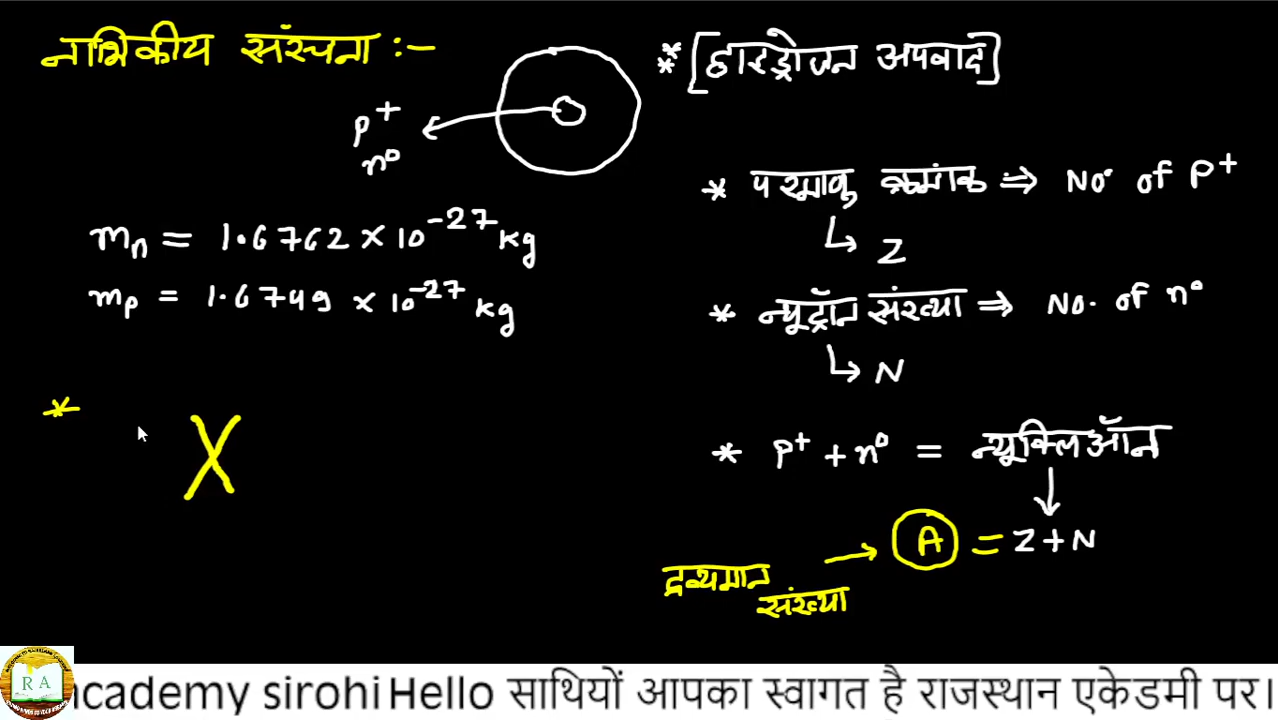 नाभिकीय संरचना :-
p+
n⁰
mn = 1.6762 × 10⁻²⁷ kg
mp = 1.6749 × 10⁻²⁷ kg
*
X
** [हाइड्रोजन अपवाद]
* परमाणु क्रमांक ⇒ No. of P+
↳ Z
* न्यूट्रॉन संख्या ⇒ No. of n⁰
↳ N
* p+ + n⁰ = न्यूक्लिऑन
↓
द्रव्यमान संख्या → A = Z+N
RA
academy sirohi Hello साथियों आपका स्वागत है राजस्थान एकेडमी पर।